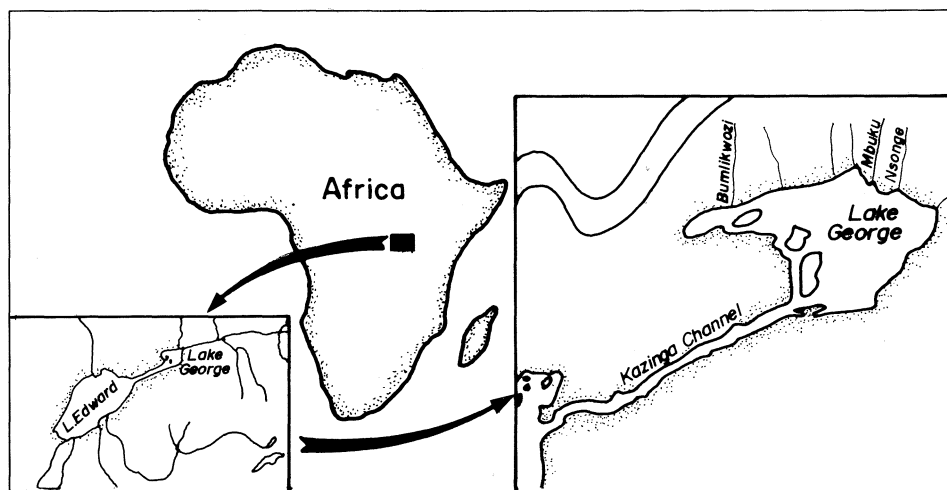 Africa
Bumlikwozi
Mbuku
Nsonge
Lake
George
Kazinga Channel
Lake
George
L.Edward